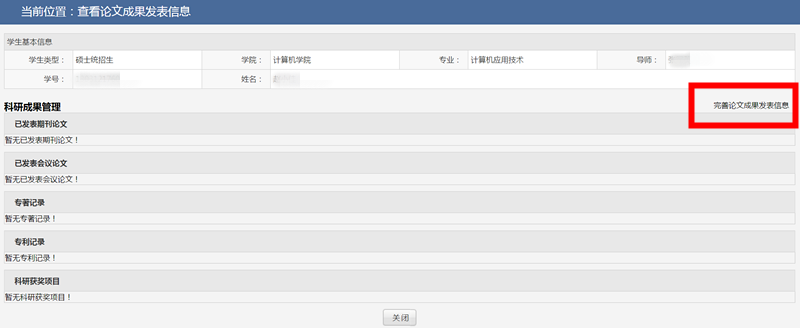 当前位置：查看论文成果发表信息
学生基本信息
学生类型： 硕士统招生 学院： 计算机学院 专业： 计算机应用技术 导师：
学号： 姓名：
科研成果管理 完善论文成果发表信息
已发表期刊论文
暂无已发表期刊论文！
已发表会议论文
暂无已发表会议论文！
专著记录
暂无专著记录！
专利记录
暂无专利记录！
科研获奖项目
暂无科研获奖项目！
关闭